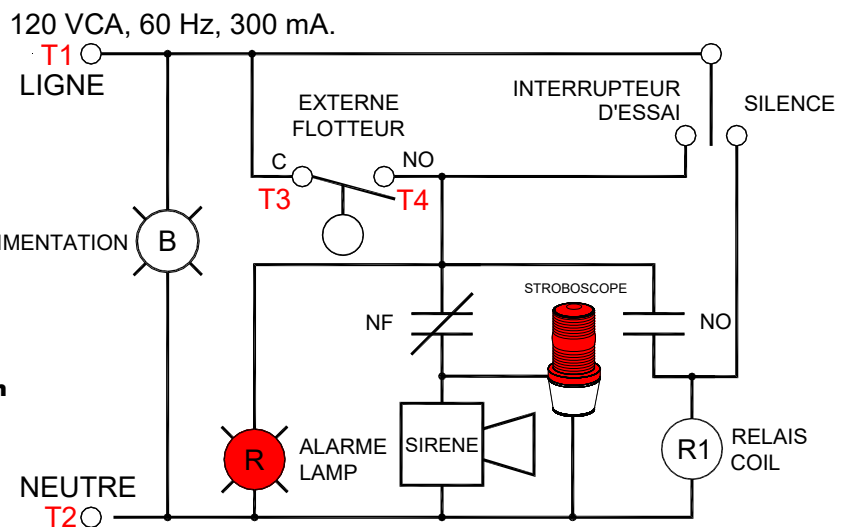 120 VCA, 60 Hz, 300 mA.
T1
LIGNE
INTERRUPTEUR
D'ESSAI
SILENCE
EXTERNE
FLOTTEUR
C
NO
T3
T4
IMENTATION
B
STROBOSCOPE
NF
NO
R
ALARME
LAMP
SIRENE
R1
RELAIS
COIL
NEUTRE
T2